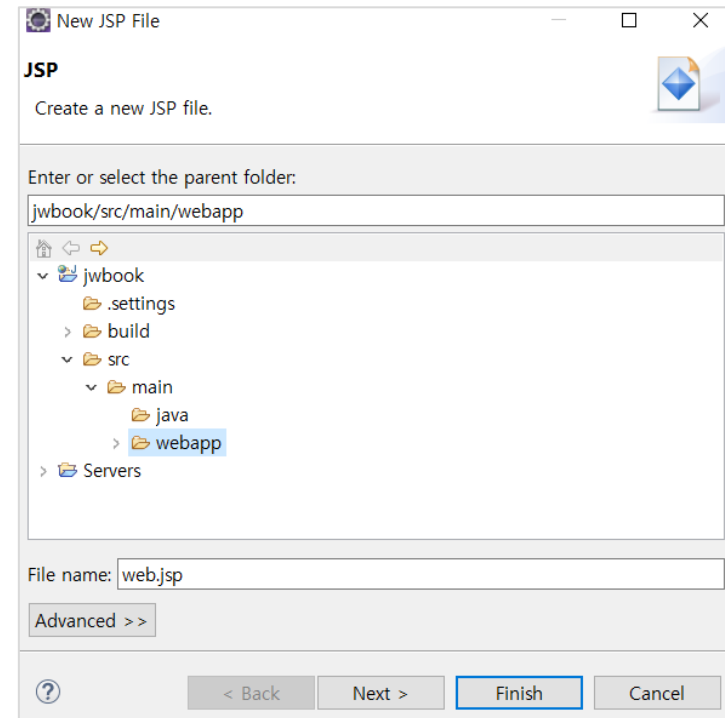 New JSP File
JSP
Create a new JSP file.
Enter or select the parent folder:
jwbook/src/main/webapp
jwbook
.settings
build
src
main
java
webapp
Servers
File name: web.jsp
Advanced >>
? < Back Next > Finish Cancel